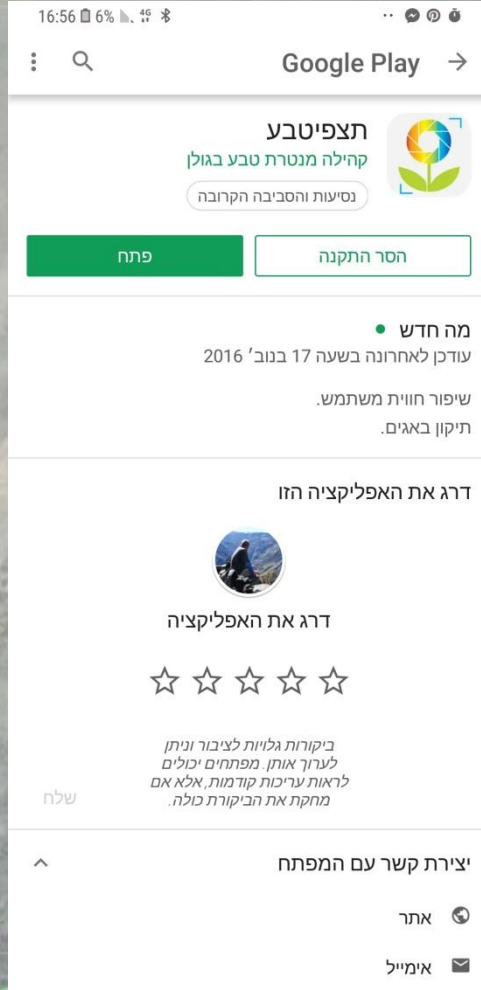 16:56 6% 4G
Google Play
תצפיטבע
קהילה מנטרת טבע בגולן
נסיעות והסביבה הקרובה
הסר התקנה
פתח
מה חדש
עודכן לאחרונה בשעה 17 בנוב׳ 2016
שיפור חווית משתמש.
תיקון באגים.
דרג את האפליקציה הזו
דרג את האפליקציה
ביקורות גלויות לציבור וניתן
לערוך אותן. מפתחים יכולים
לראות עריכות קודמות, אלא אם
מחקת את הביקורת כולה.
שלח
יצירת קשר עם המפתח
אתר
אימייל